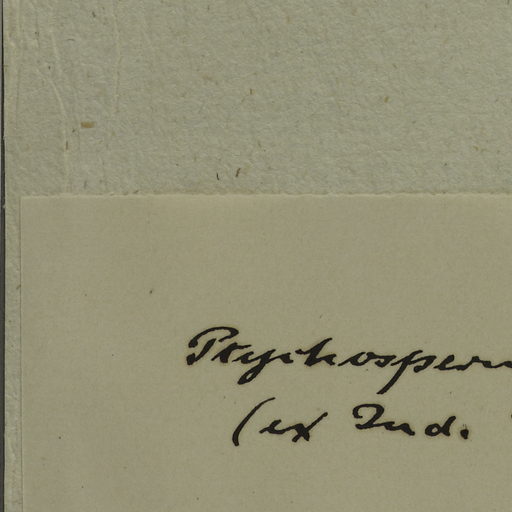 Ptychosperm
(ex Ind.